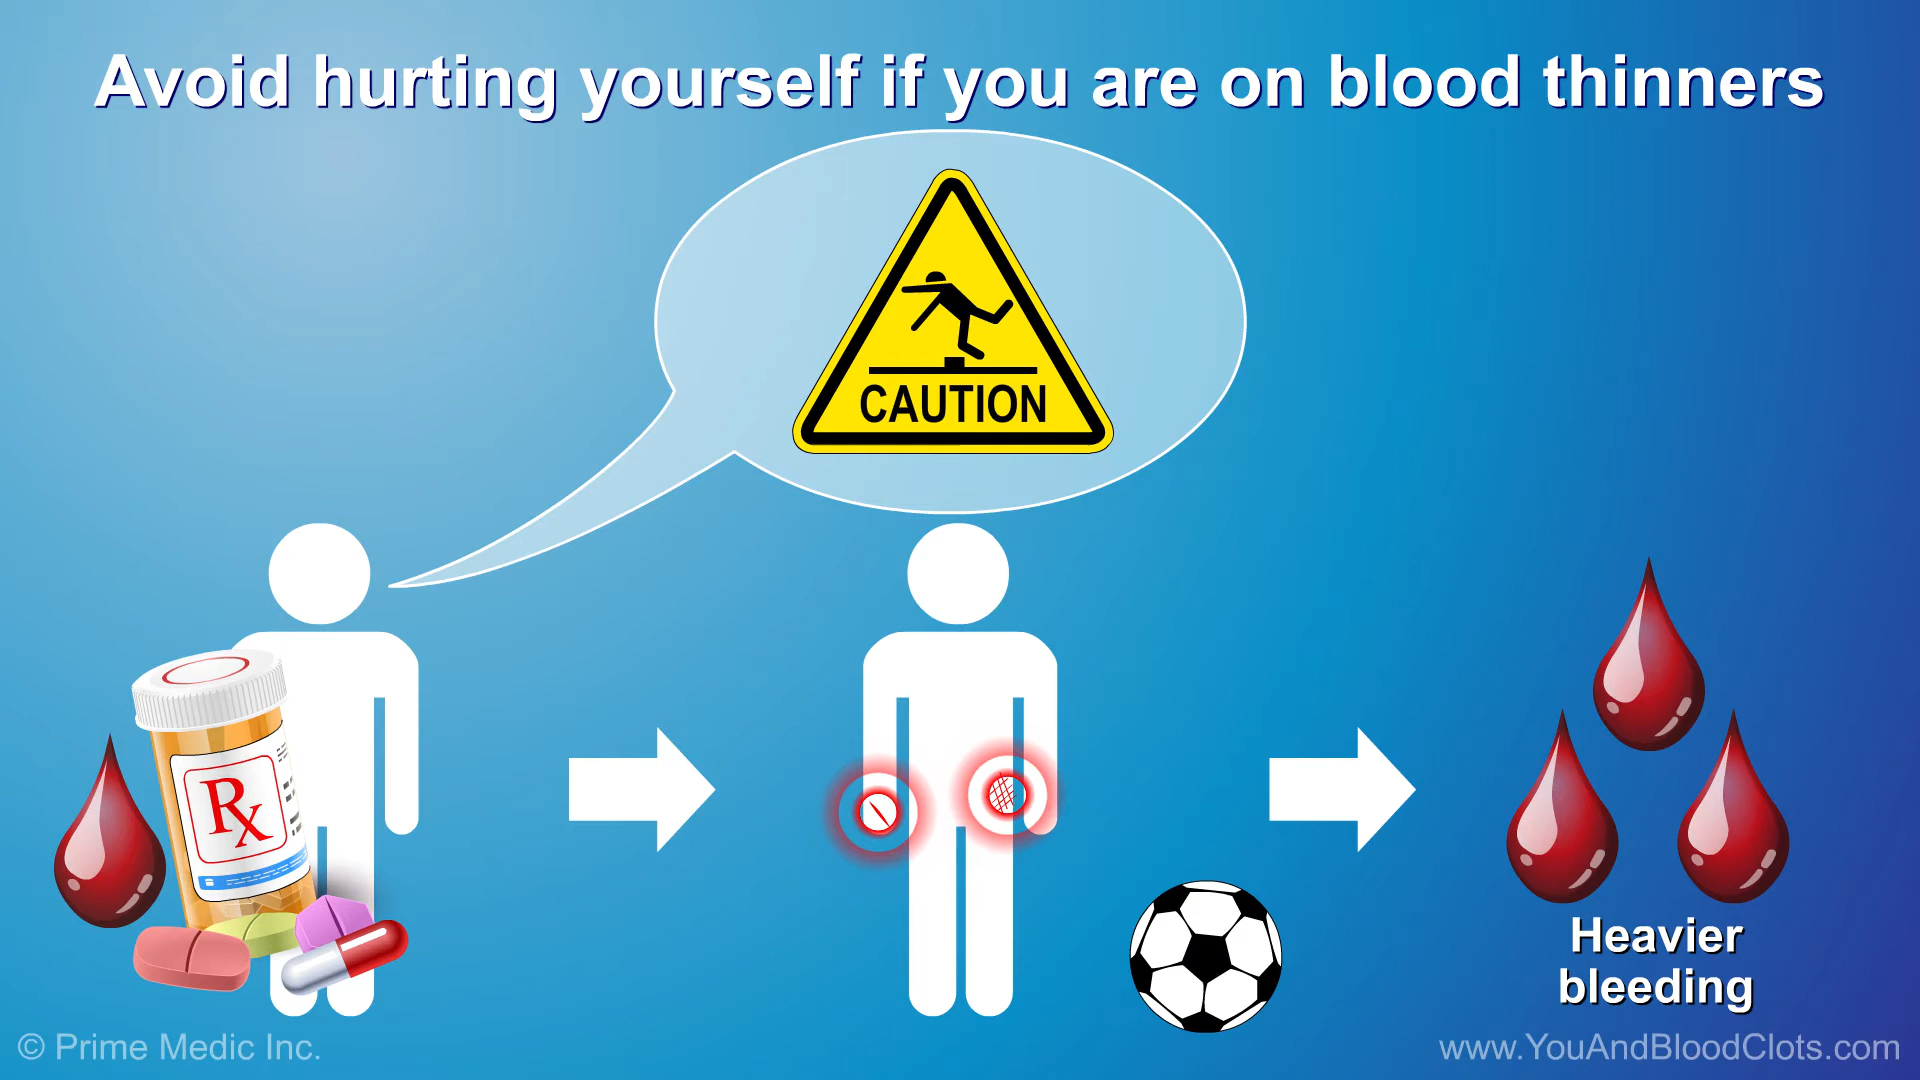 Avoid hurting yourself if you are on blood thinners
CAUTION
Rx
Heavier
bleeding
© Prime Medic Inc.
www.YouAndBloodClots.com